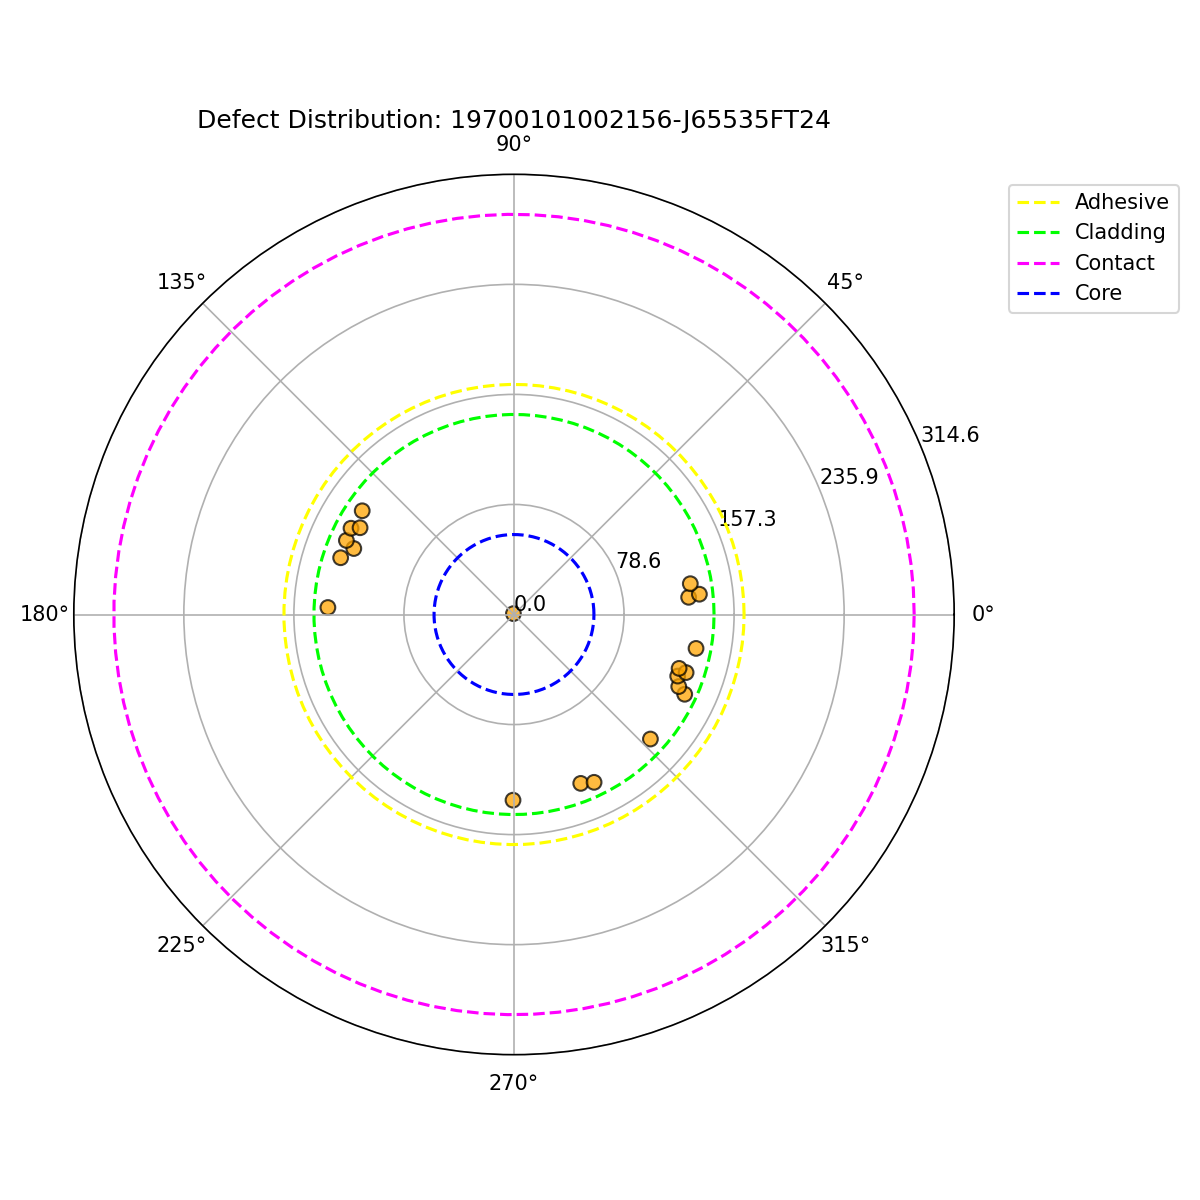 Defect Distribution: 19700101002156-J65535FT24
90°
135°
45°
180°
0°
225°
315°
270°
0.0
78.6
157.3
235.9
314.6
Adhesive
Cladding
Contact
Core